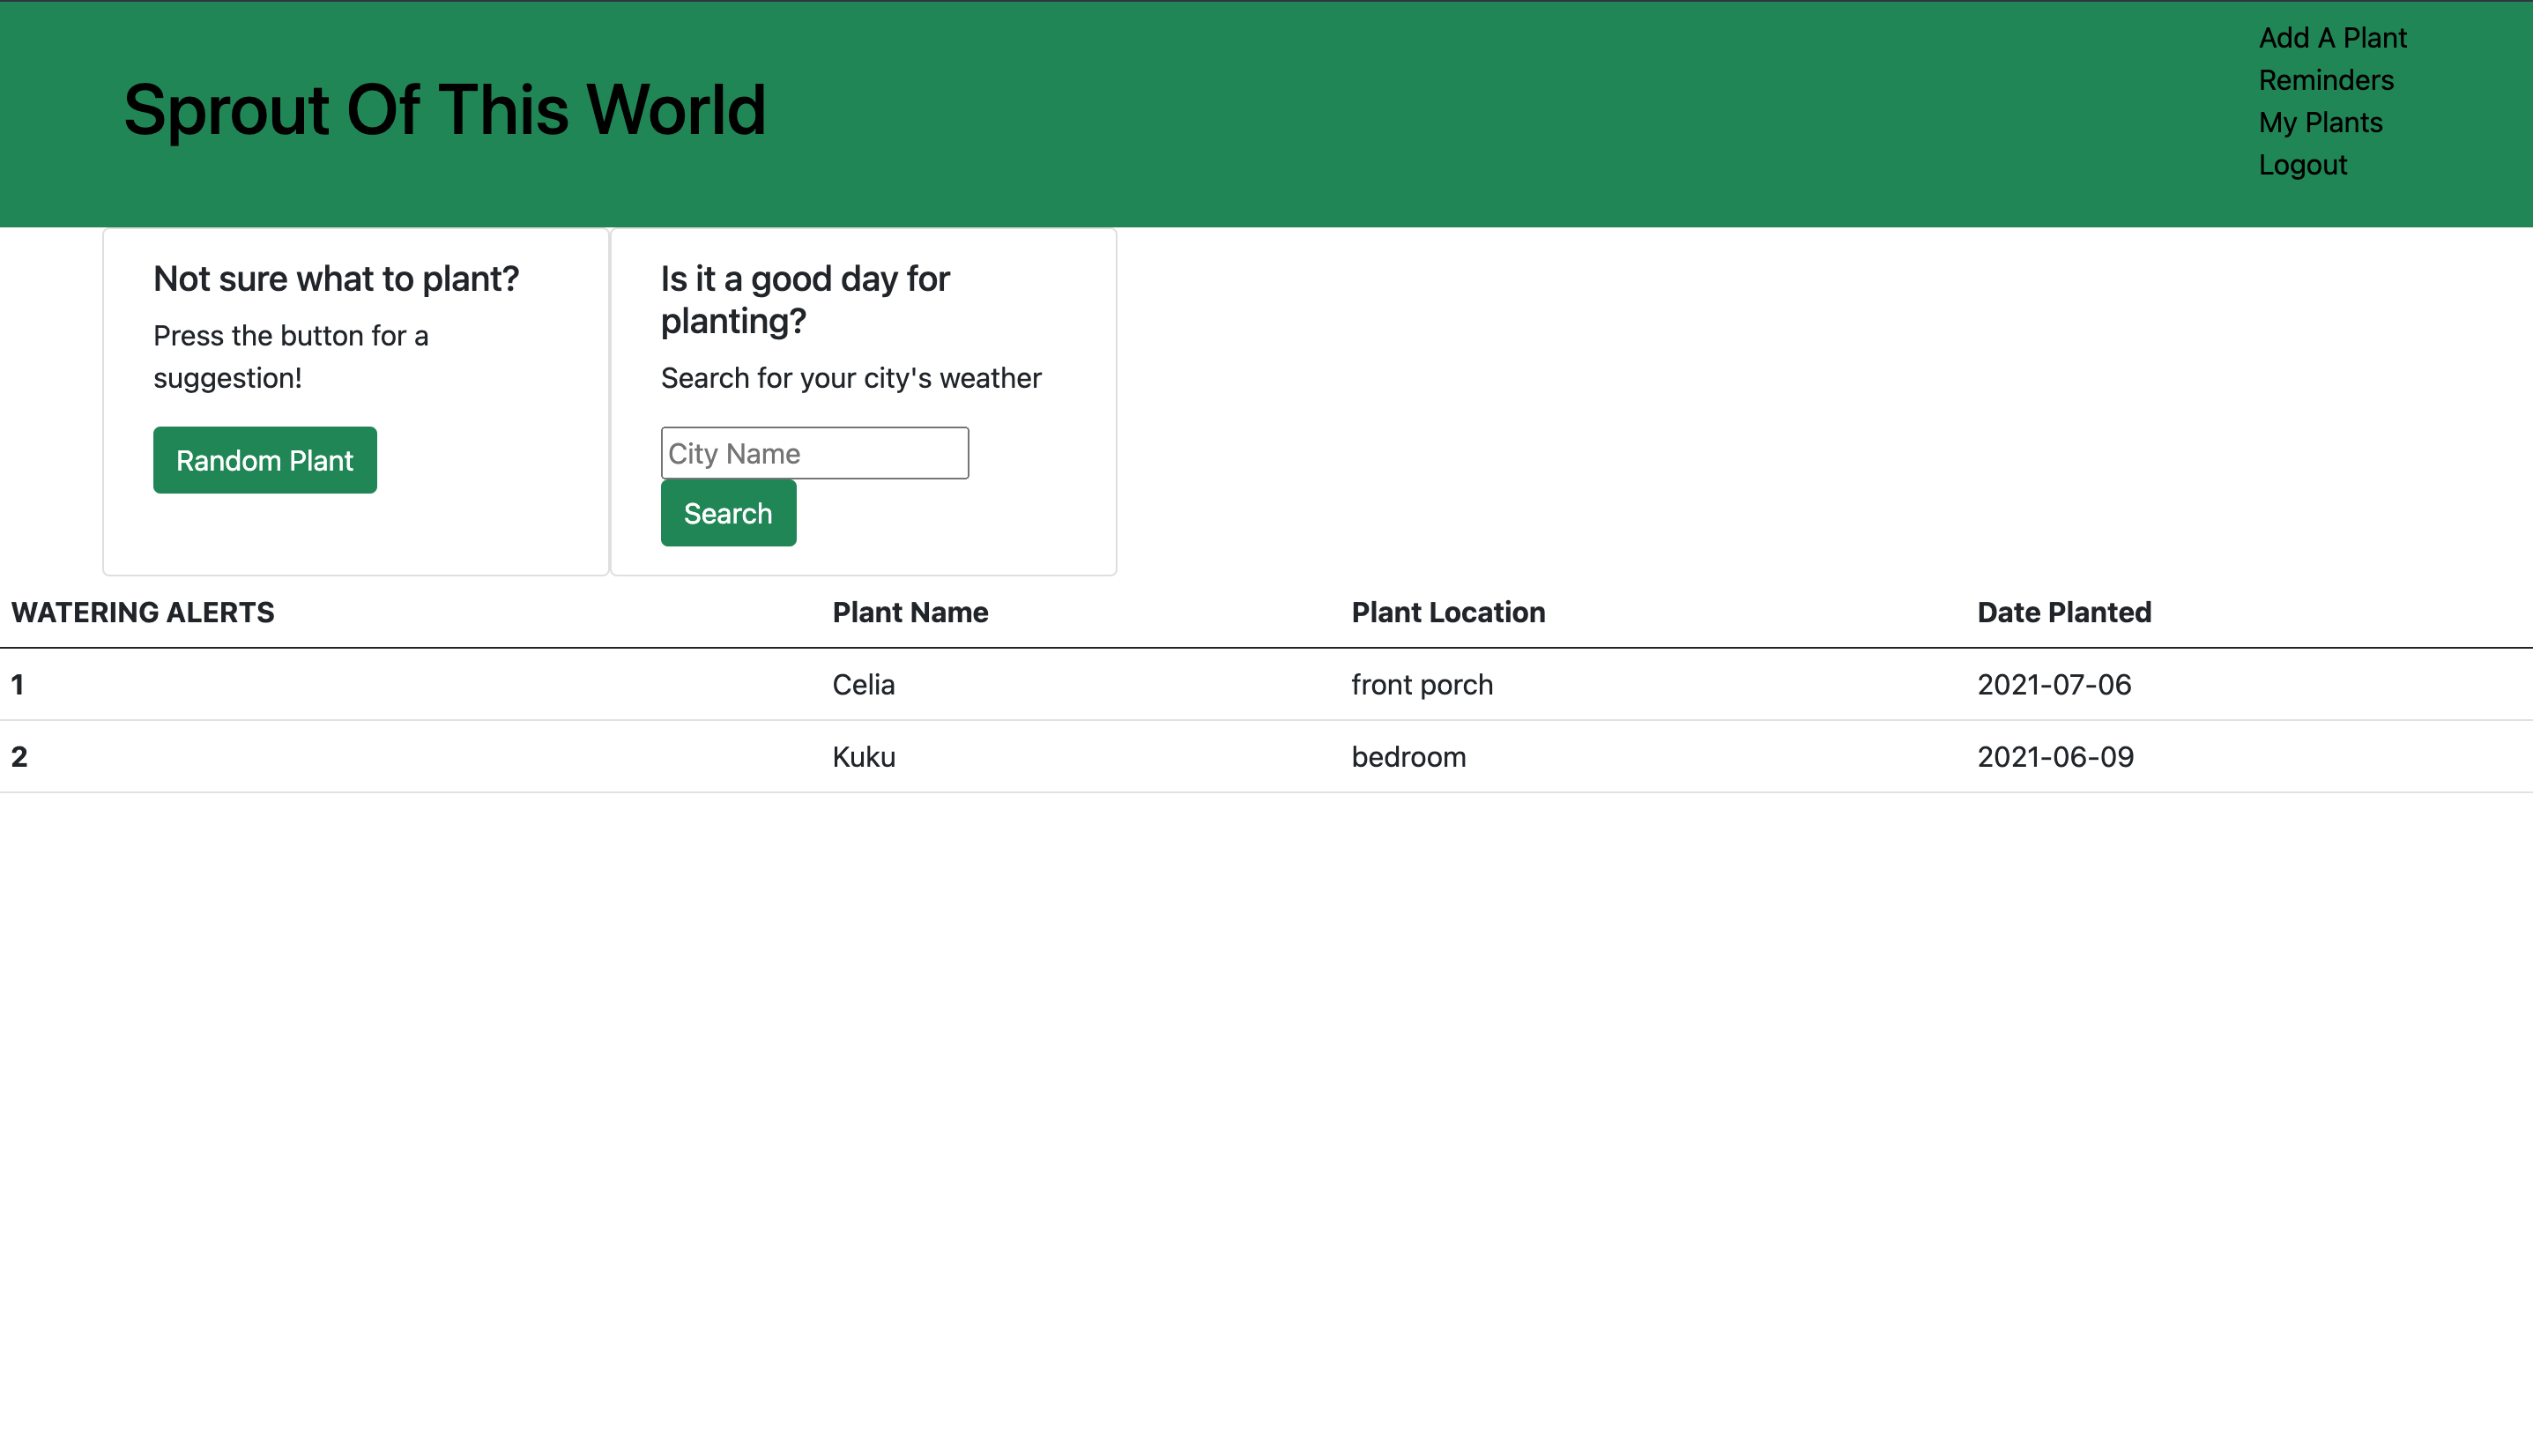 Sprout Of This World
Add A Plant
Reminders
My Plants
Logout
Not sure what to plant?
Press the button for a
suggestion!
Random Plant
Is it a good day for
planting?
Search for your city's weather
City Name
Search
WATERING ALERTS Plant Name Plant Location Date Planted
1 Celia front porch 2021-07-06
2 Kuku bedroom 2021-06-09